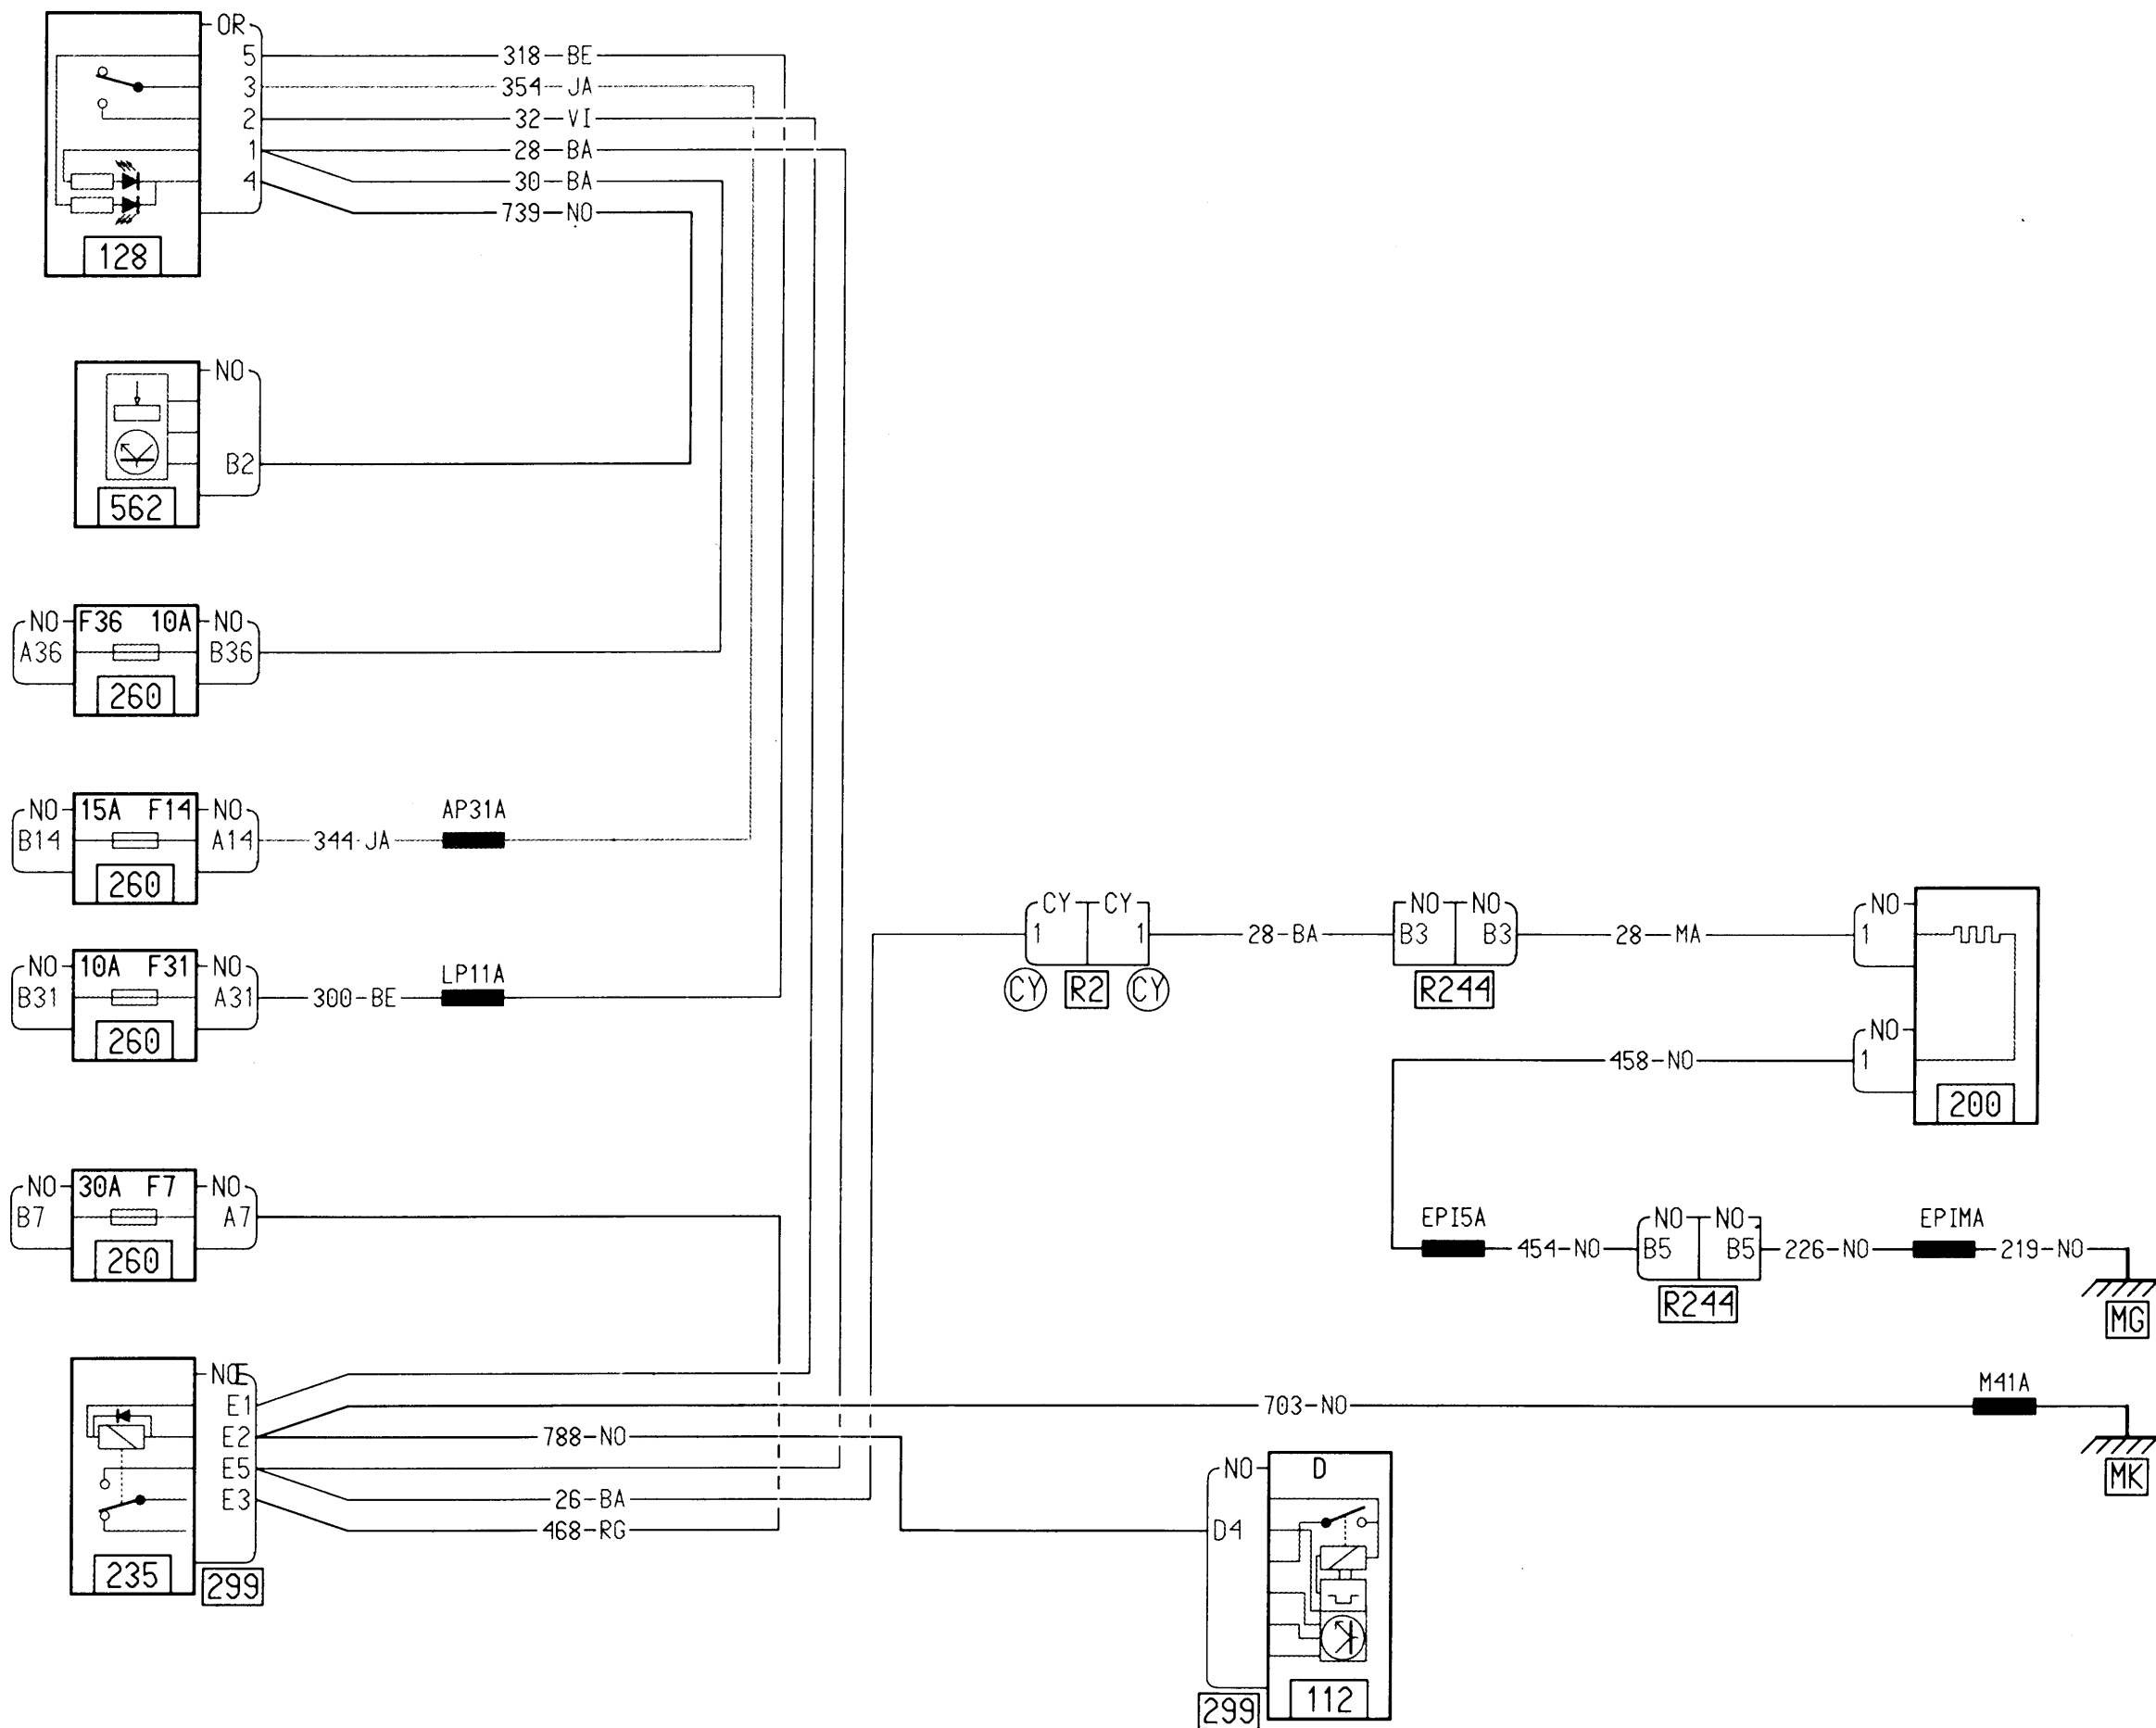 OR
5 318-BE
3 354-JA
2 32-VI
1 28-BA
30-BA
4
739-NO
128
NO
B2
562
NO F36 10A NO
A36 B36
260
NO 15A F14 NO AP31A
B14 A14 344-JA
260
CY CY NO NO NO
1 1 28-BA B3 B3 28-MA 1
CY R2 CY R244
NO 10A F31 NO LP11A
B31 A31 300-BE
260
NO
458-NO 1
200
NO 30A F7 NO
B7 A7
260
EPI5A NO NO EPIMA
454-NO B5 B5 226-NO 219-NO
R244 MG
NO E
E1 703-NO M41A
E2 788-NO
MK
E5
E3 26-BA
468-RG
235 299
NO D
D4
299 112